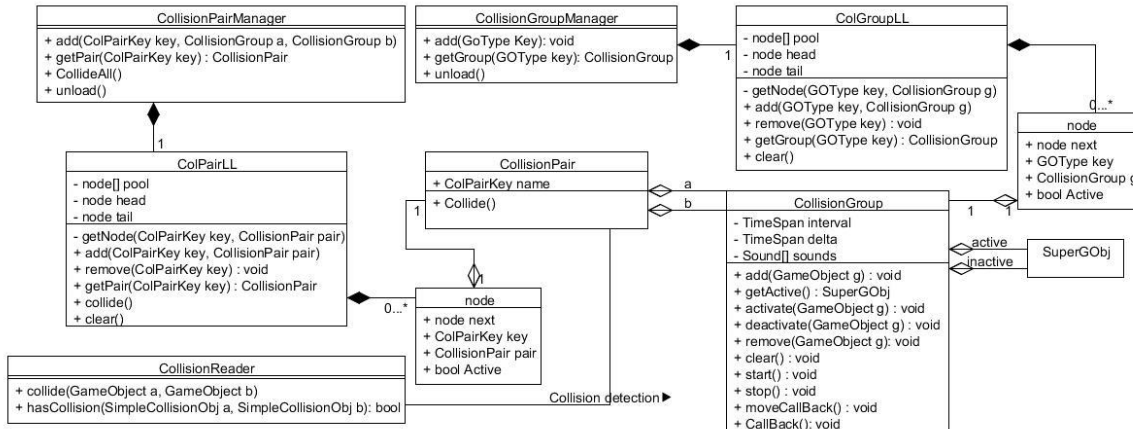 CollisionPairManager
+ add(ColPairKey key, CollisionGroup a, CollisionGroup b)
+ getPair(ColPairKey key) : CollisionPair
+ CollideAll()
+ unload()
1
CollisionGroupManager
+ add(GoType Key): void
+ getGroup(GOType key): CollisionGroup
+ unload()
1
ColGroupLL
- node[] pool
- node head
- node tail
- getNode(GOType key, CollisionGroup g)
+ add(GOType key, CollisionGroup g)
+ remove(GOType key) : void
+ getGroup(GOType key) : CollisionGroup
+ clear()
0...*
node
+ node next
+ GOType key
+ CollisionGroup g
+ bool Active
1
1
ColPairLL
- node[] pool
- node head
- node tail
- getNode(ColPairKey key, CollisionPair pair)
+ add(ColPairKey key, CollisionPair pair)
+ remove(ColPairKey key) : void
+ getPair(ColPairKey key) : CollisionPair
+ collide()
+ clear()
0...*
CollisionPair
+ ColPairKey name
+ Collide()
1
1
a
b
node
+ node next
+ ColPairKey key
+ CollisionPair pair
+ bool Active
CollisionGroup
- TimeSpan interval
- TimeSpan delta
- Sound[] sounds
+ add(GameObject g) : void
+ getActive() : SuperGObj
+ activate(GameObject g) : void
+ deactivate(GameObject g) : void
+ remove(GameObject g): void
+ clear() : void
+ start() : void
+ stop() : void
+ moveCallBack() : void
+ CallBack(): void
active
inactive
SuperGObj
CollisionReader
+ collide(GameObject a, GameObject b)
+ hasCollision(SimpleCollisionObj a, SimpleCollisionObj b): bool
Collision detection